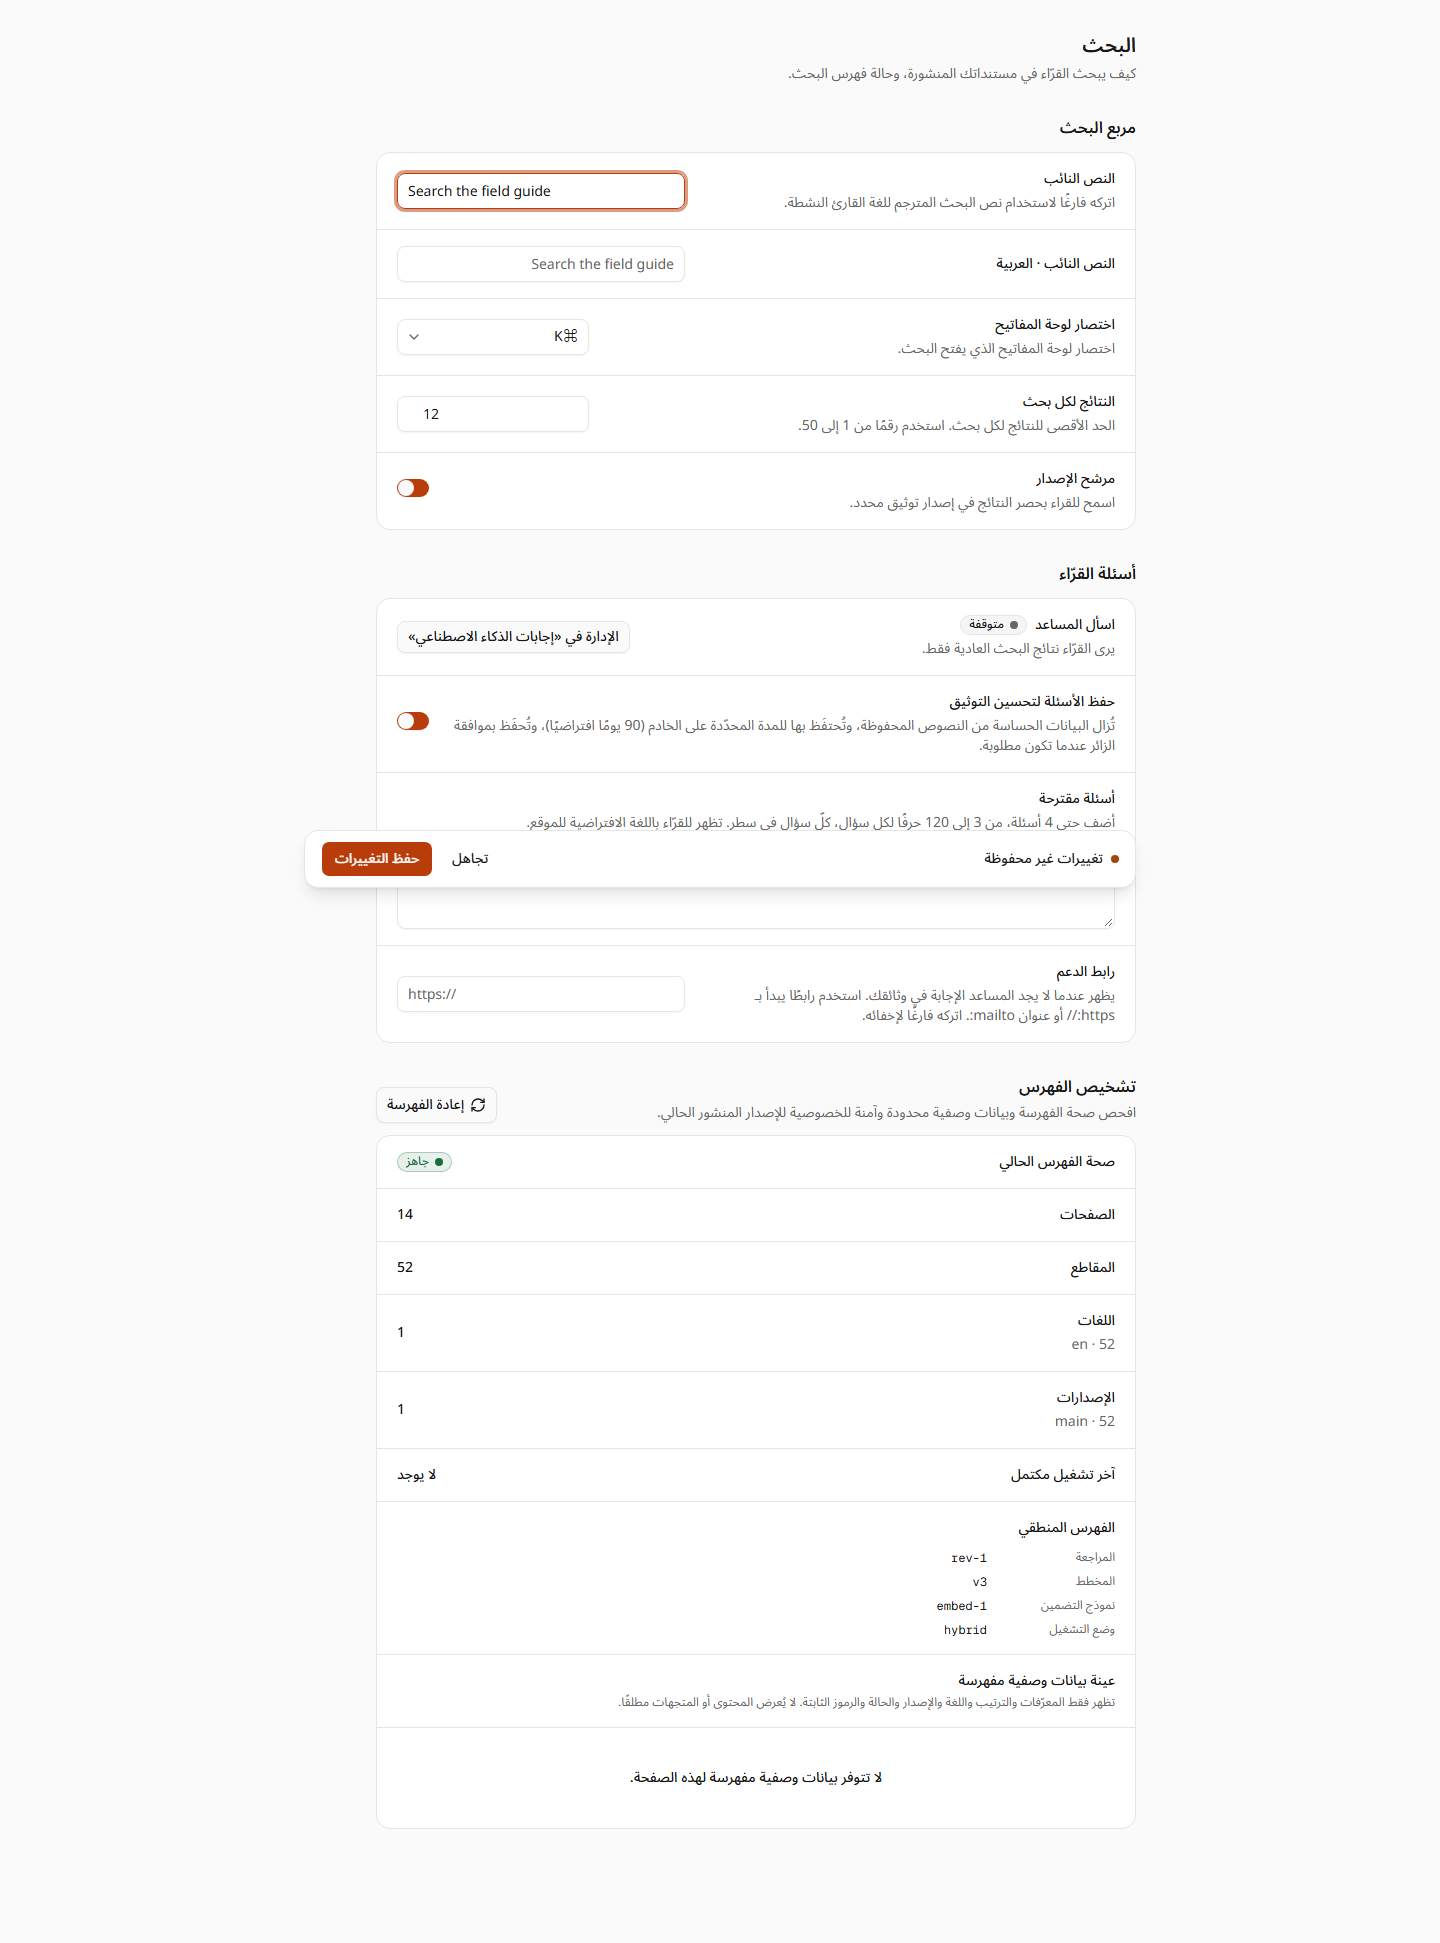 البحث
كيف يبحث القرّاء في مستنداتك المنشورة، وحالة فهرس البحث.
مربع البحث
النص النائب
اتركه فارغًا لاستخدام نص البحث المترجم للغة القارئ النشطة.
Search the field guide
النص النائب · العربية
Search the field guide
اختصار لوحة المفاتيح
اختصار لوحة المفاتيح الذي يفتح البحث.
⌘K
النتائج لكل بحث
الحد الأقصى للنتائج لكل بحث. استخدم رقمًا من 1 إلى 50.
12
مرشح الإصدار
اسمح للقراء بحصر النتائج في إصدار توثيق محدد.
أسئلة القرّاء
اسأل المساعد
متوقفة
يرى القرّاء نتائج البحث العادية فقط.
الإدارة في «إجابات الذكاء الاصطناعي»
حفظ الأسئلة لتحسين التوثيق
تُزال البيانات الحساسة من النصوص المحفوظة، وتُحتفَظ بها للمدة المحدّدة على الخادم (90 يومًا افتراضيًا)، وتُحفَظ بموافقة
الزائر عندما تكون مطلوبة.
أسئلة مقترحة
أضف حتى 4 أسئلة، من 3 إلى 120 حرفًا لكل سؤال، كلّ سؤال في سطر. تظهر للقرّاء باللغة الافتراضية للموقع.
تغييرات غير محفوظة
تجاهل
حفظ التغييرات
رابط الدعم
يظهر عندما لا يجد المساعد الإجابة في وثائقك. استخدم رابطًا يبدأ بـ
https:// أو عنوان mailto:. اتركه فارغًا لإخفائه.
https://
تشخيص الفهرس
افحص صحة الفهرسة وبيانات وصفية محدودة وآمنة للخصوصية للإصدار المنشور الحالي.
إعادة الفهرسة
صحة الفهرس الحالي
جاهز
الصفحات
14
المقاطع
52
اللغات
en · 52
1
الإصدارات
main · 52
1
آخر تشغيل مكتمل
لا يوجد
الفهرس المنطقي
المراجعة
rev-1
المخطط
v3
نموذج التضمين
embed-1
وضع التشغيل
hybrid
عينة بيانات وصفية مفهرسة
تظهر فقط المعرّفات والترتيب واللغة والإصدار والحالة والرموز الثابتة. لا يُعرض المحتوى أو المتجهات مطلقًا.
لا تتوفر بيانات وصفية مفهرسة لهذه الصفحة.